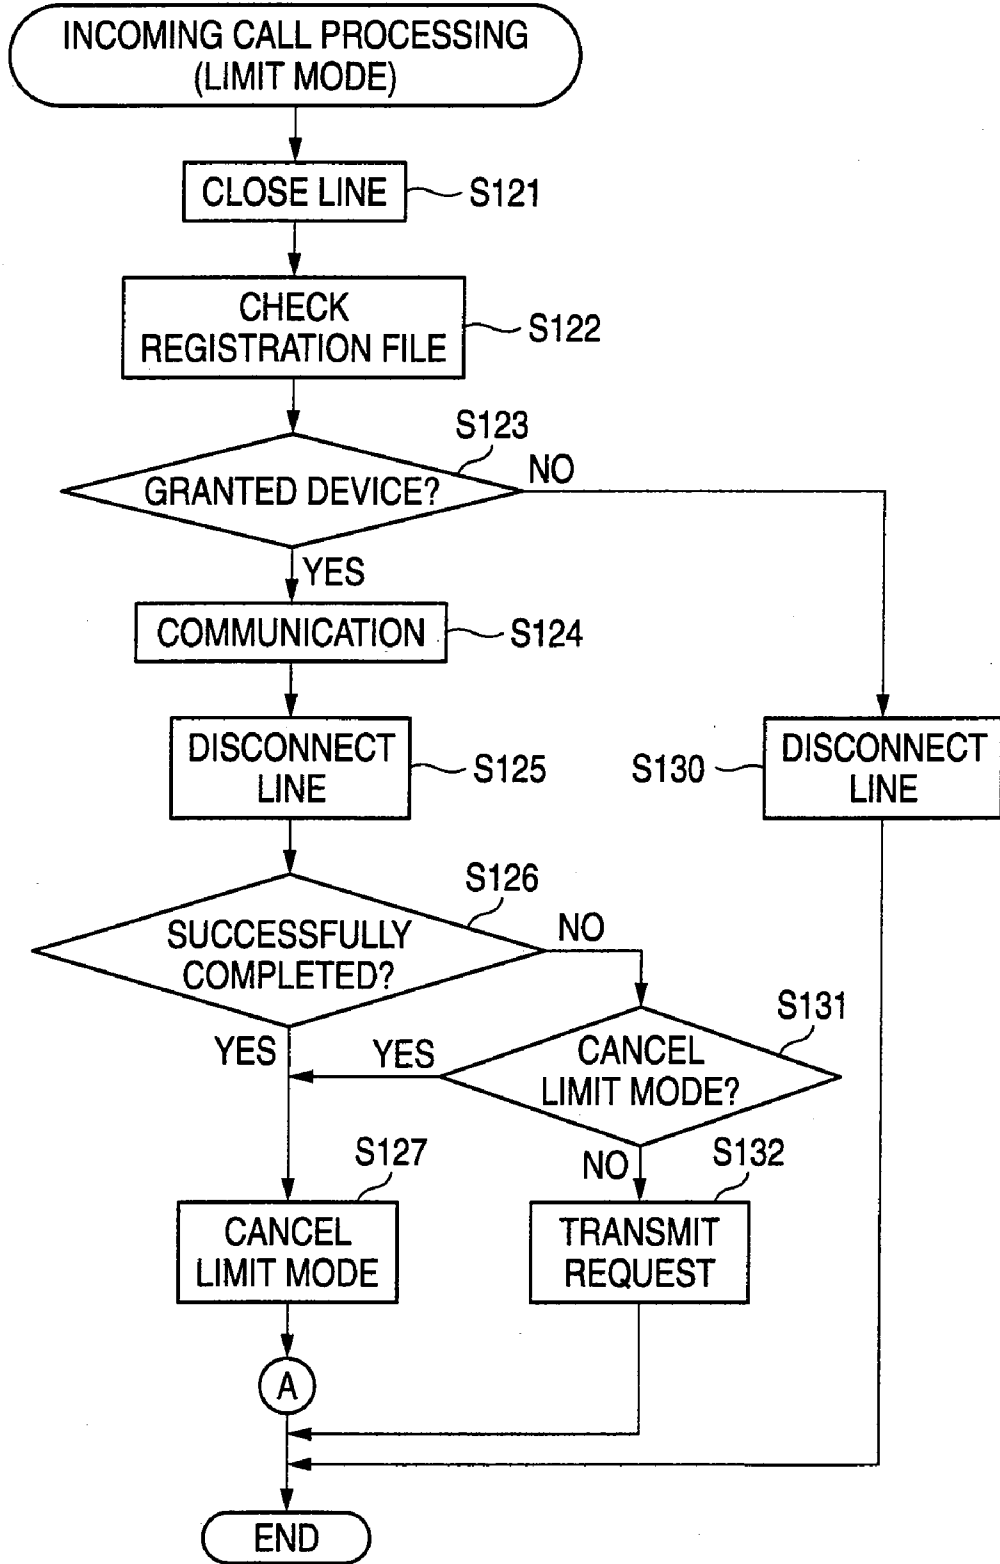 INCOMING CALL PROCESSING
(LIMIT MODE)
CLOSE LINE
S121
CHECK
REGISTRATION FILE
S122
S123
GRANTED DEVICE?
NO
YES
COMMUNICATION
S124
DISCONNECT
LINE
S125
S130
DISCONNECT
LINE
S126
SUCCESSFULLY
COMPLETED?
NO
YES
S131
CANCEL
LIMIT MODE?
YES
NO
S127
CANCEL
LIMIT MODE
S132
TRANSMIT
REQUEST
A
END